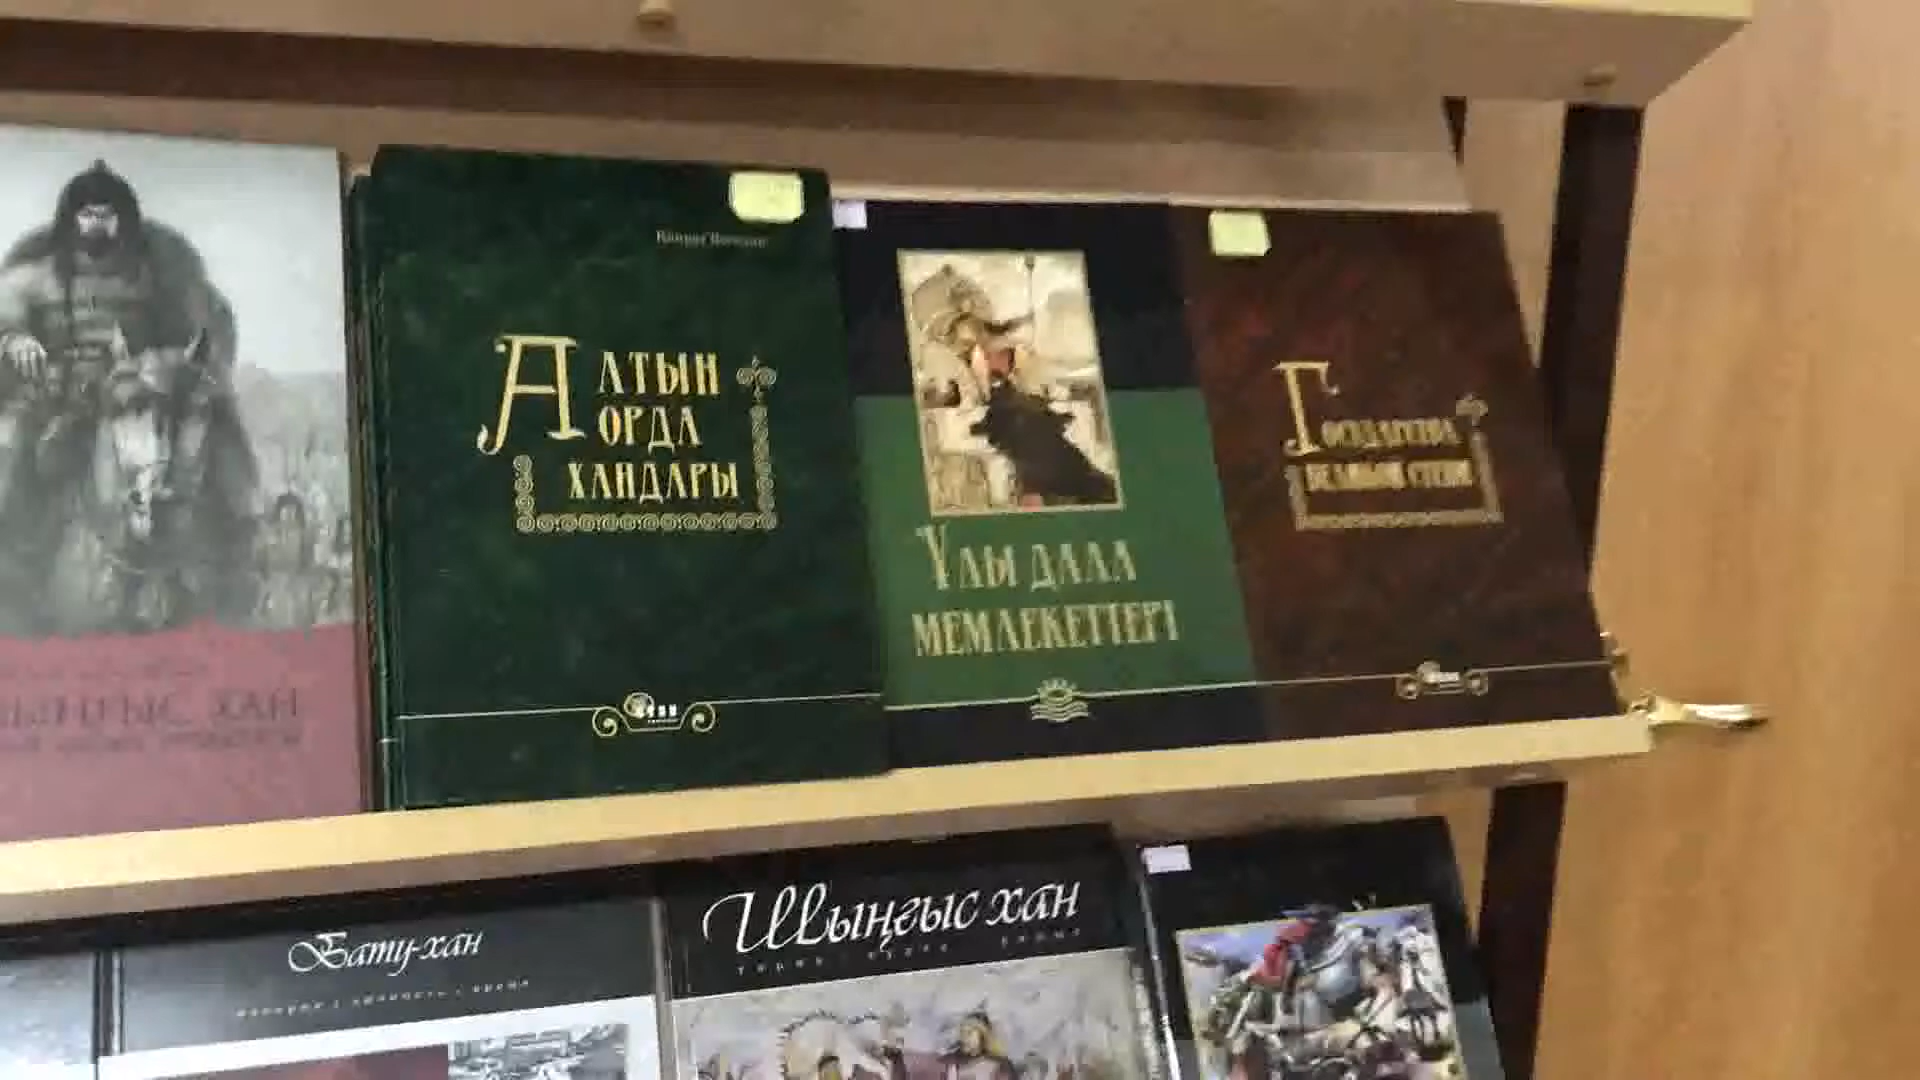 АЛТЫН
ОРДА
ХАНДАРЫ
ҰЛЫ ДАЛА
МЕМЛЕКЕТТЕРІ
ГОСУДАРСТВА
ВЕЛИКОЙ СТЕПИ
ШЫҢҒЫС ХАН
Бату-хан
Шыңғыс хан